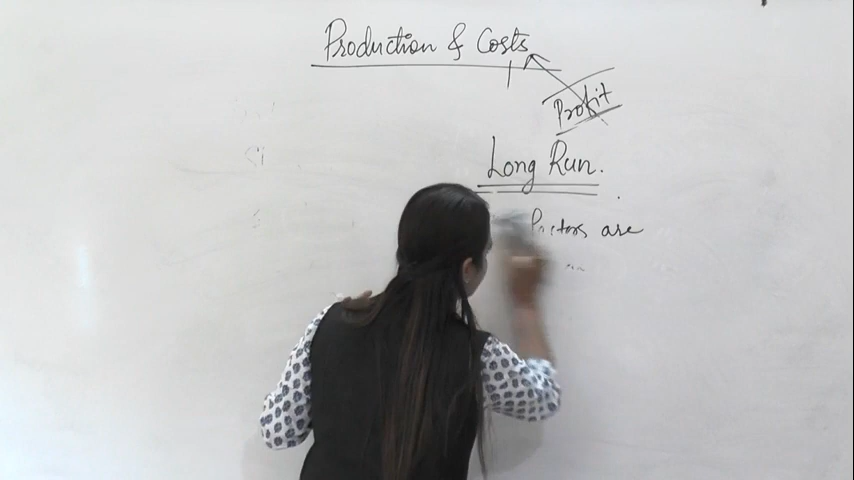 Production & Costs
Profit
Long Run.
Factors are